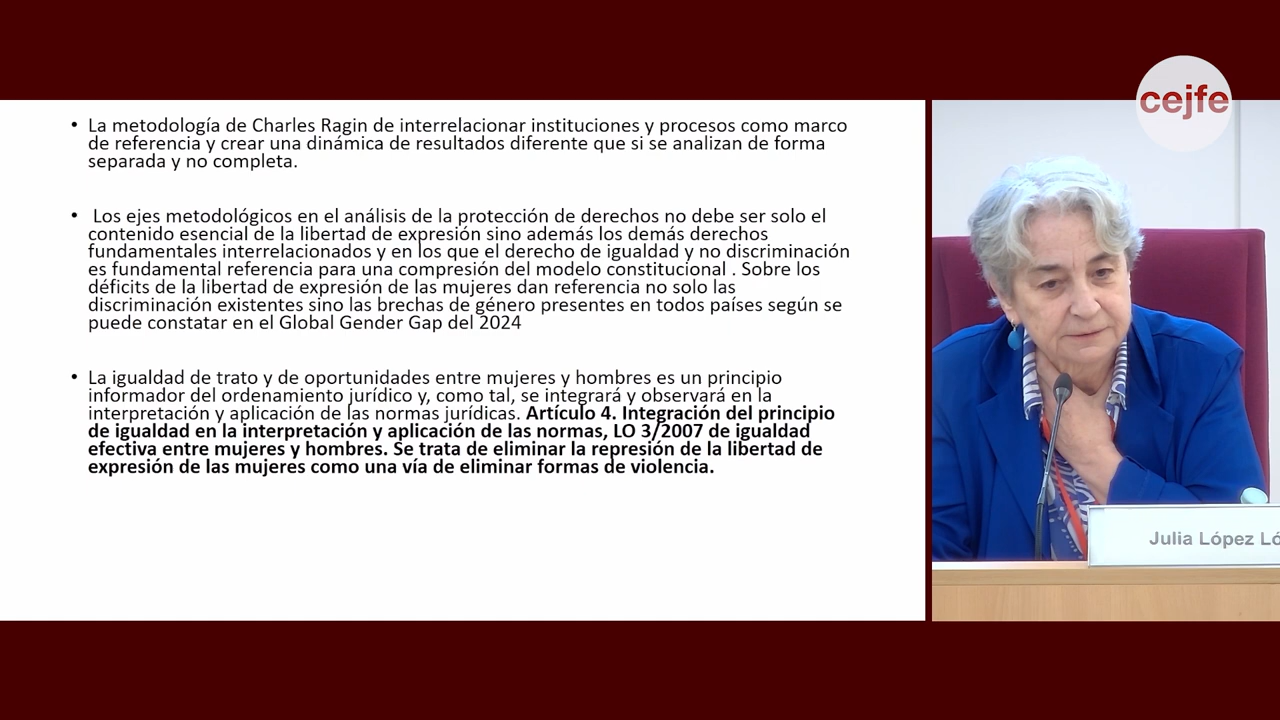 cejfe
• La metodología de Charles Ragin de interrelacionar instituciones y procesos como marco
de referencia y crear una dinámica de resultados diferente que si se analizan de forma
separada y no completa.
• Los ejes metodológicos en el análisis de la protección de derechos no debe ser solo el
contenido esencial de la libertad de expresión sino además los demás derechos
fundamentales interrelacionados y en los que el derecho de igualdad y no discriminación
es fundamental referencia para una compresión del modelo constitucional . Sobre los
déficits de la libertad de expresión de las mujeres dan referencia no solo las
discriminación existentes sino las brechas de género presentes en todos países según se
puede constatar en el Global Gender Gap del 2024
• La igualdad de trato y de oportunidades entre mujeres y hombres es un principio
informador del ordenamiento jurídico y, como tal, se integrará y observará en la
interpretación y aplicación de las normas jurídicas. Artículo 4. Integración del principio
de igualdad en la interpretación y aplicación de las normas, LO 3/2007 de igualdad
efectiva entre mujeres y hombres. Se trata de eliminar la represión de la libertad de
expresión de las mujeres como una vía de eliminar formas de violencia.
Julia López Ló